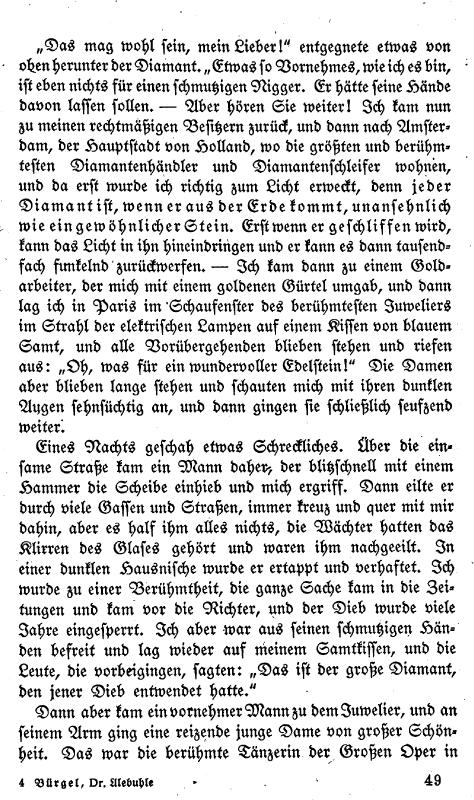 „Das mag wohl sein, mein Lieber!“ entgegnete etwas von
oben herunter der Diamant. „Etwas so Vornehmes, wie ich es bin,
ist eben nichts für einen schmutzigen Nigger. Er hätte seine Hände
davon lassen sollen. — Aber hören Sie weiter! Ich kam nun
zu meinen rechtmäßigen Besitzern zurück, und dann nach Amster-
dam, der Hauptstadt von Holland, wo die größten und berühm-
testen Diamantenhändler und Diamantenschleifer wohnen,
und da erst wurde ich richtig zum Licht erweckt, denn jeder
Diamant ist, wenn er aus der Erde kommt, unansehnlich
wie ein gewöhnlicher Stein. Erst wenn er geschliffen wird,
kann das Licht in ihn hineindringen und er kann es dann tausend-
fach funkelnd zurückwerfen. — Ich kam dann zu einem Gold-
arbeiter, der mich mit einem goldenen Gürtel umgab, und dann
lag ich in Paris im Schaufenster des berühmtesten Juweliers
im Strahl der elektrischen Lampen auf einem Kissen von blauem
Samt, und alle Vorübergehenden blieben stehen und riefen
aus: „Oh, was für ein wundervoller Edelstein!“ Die Damen
aber blieben lange stehen und schauten mich mit ihren dunklen
Augen sehnsüchtig an, und dann gingen sie schließlich seufzend
weiter.
Eines Nachts geschah etwas Schreckliches. Über die ein-
same Straße kam ein Mann daher, der blitzschnell mit einem
Hammer die Scheibe einhieb und mich ergriff. Dann eilte er
durch viele Gassen und Straßen, immer kreuz und quer mit mir
dahin, aber es half ihm alles nichts, die Wächter hatten das
Klirren des Glases gehört und waren ihm nachgeeilt. In
einer dunklen Hausnische wurde er ertappt und verhaftet. Ich
wurde zu einer Berühmtheit, die ganze Sache kam in die Zei-
tungen und kam vor die Richter, und der Dieb wurde viele
Jahre eingesperrt. Ich aber war aus seinen schmutzigen Hän-
den befreit und lag wieder auf meinem Samtkissen, und die
Leute, die vorbeigingen, sagten: „Das ist der große Diamant,
den jener Dieb entwendet hatte.“
Dann aber kam ein vornehmer Mann zu dem Juwelier, und an
seinem Arm ging eine reizende junge Dame von großer Schön-
heit. Das war die berühmte Tänzerin der Großen Oper in
4 Bürgel, Dr. Ulebuhle 49